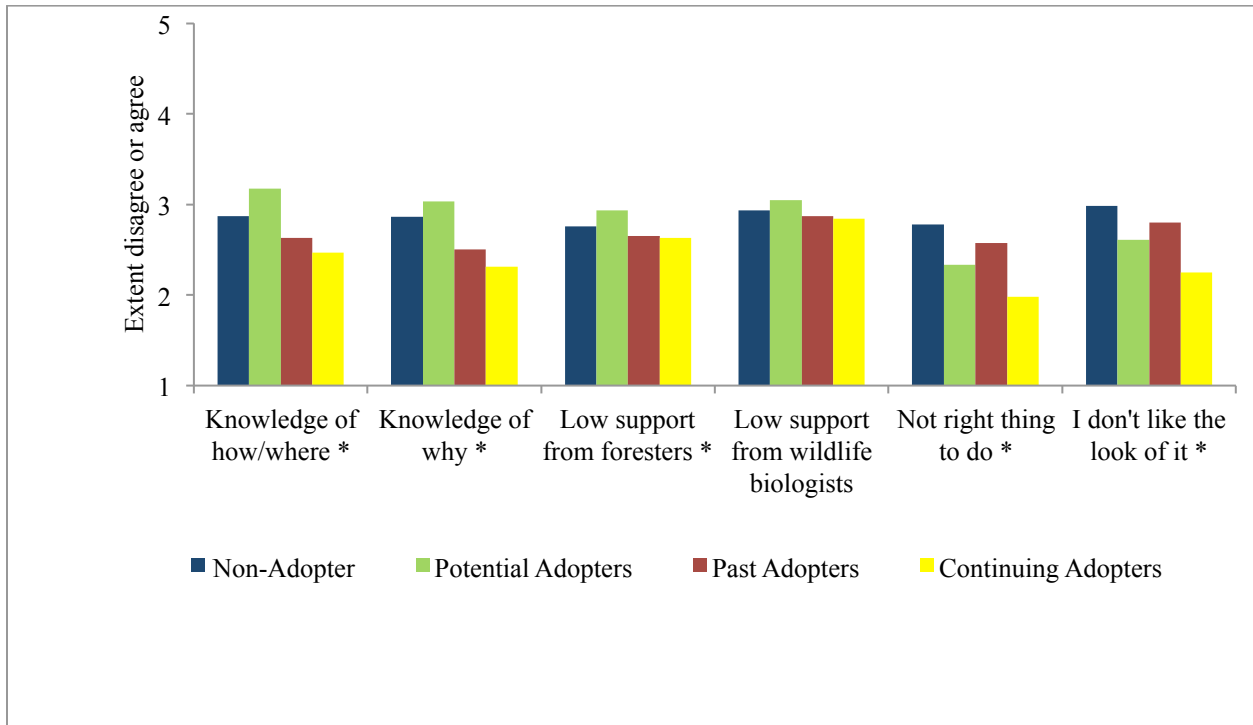 5
4
3
2
1
Extent disagree or agree
Knowledge of
how/where *
Knowledge of
why *
Low support
from foresters *
Low support
from wildlife
biologists
Not right thing
to do *
I don't like the
look of it *
Non-Adopter
Potential Adopters
Past Adopters
Continuing Adopters